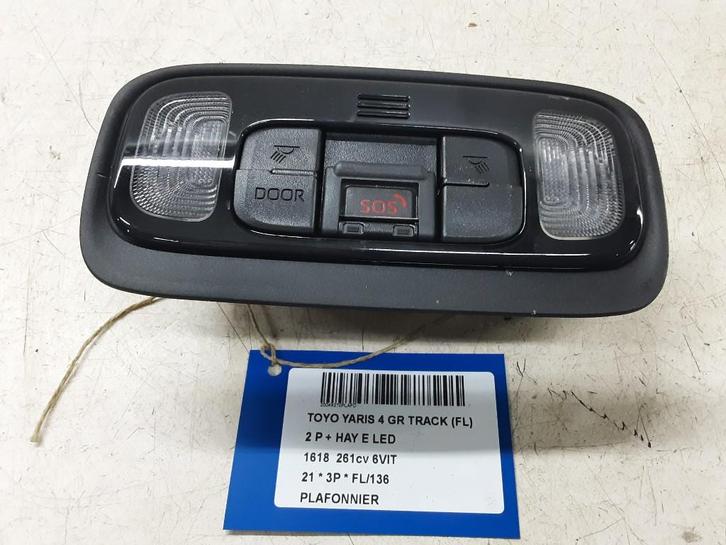 DOOR
SOS
TOYO YARIS 4 GR TRACK (FL)
2 P + HAY E LED
1618 261cv 6VIT
21 * 3P * FL/136
PLAFONNIER